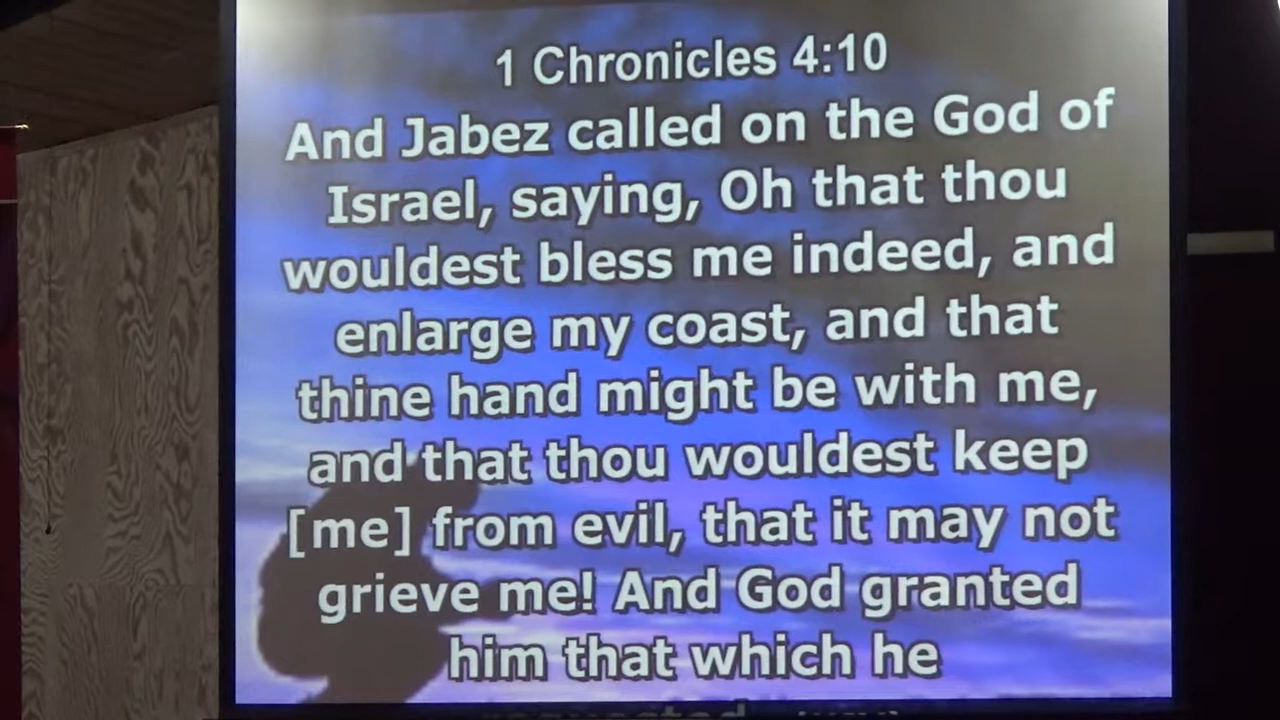 1 Chronicles 4:10
And Jabez called on the God of
Israel, saying, Oh that thou
wouldest bless me indeed, and
enlarge my coast, and that
thine hand might be with me,
and that thou wouldest keep
[me] from evil, that it may not
grieve me! And God granted
him that which he